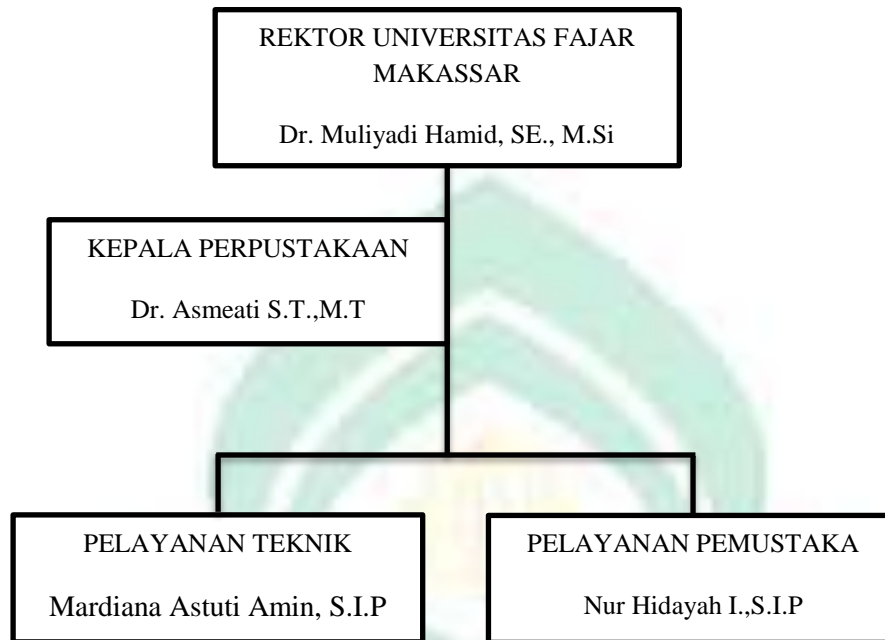 REKTOR UNIVERSITAS FAJAR
MAKASSAR
Dr. Muliyadi Hamid, SE., M.Si
KEPALA PERPUSTAKAAN
Dr. Asmeati S.T.,M.T
PELAYANAN TEKNIK
Mardiana Astuti Amin, S.I.P
PELAYANAN PEMUSTAKA
Nur Hidayah I.,S.I.P